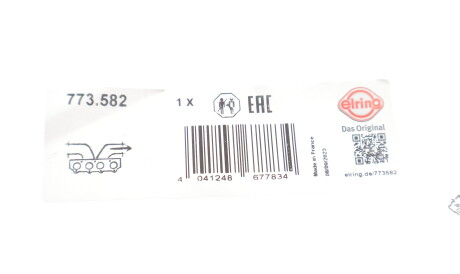 773.582
1 X
EAC
elring
Das Original
4 041248 677834
Made in France
elring.de/773582